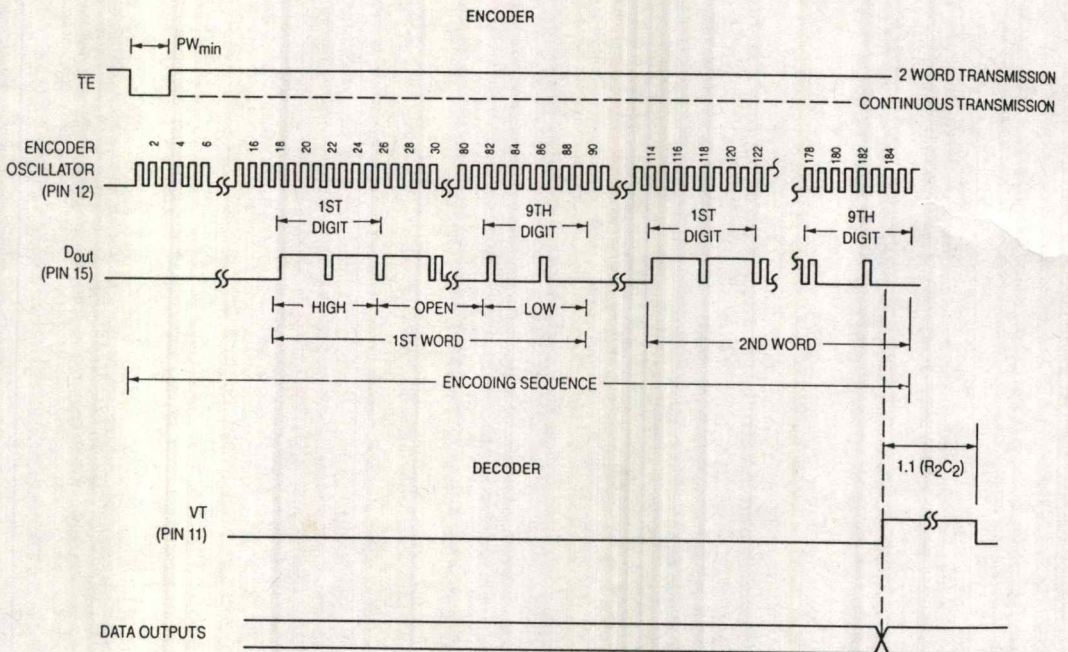 ENCODER
PWmin
TE
2 WORD TRANSMISSION
CONTINUOUS TRANSMISSION
ENCODER
OSCILLATOR
(PIN 12)
2 4 6 16 18 20 22 24 26 28 30 80 82 84 86 88 90 114 116 118 120 122 178 180 182 184
1ST
DIGIT
9TH
DIGIT
1ST
DIGIT
9TH
DIGIT
Dout
(PIN 15)
HIGH OPEN LOW
1ST WORD
2ND WORD
ENCODING SEQUENCE
DECODER
1.1 (R2C2)
VT
(PIN 11)
DATA OUTPUTS